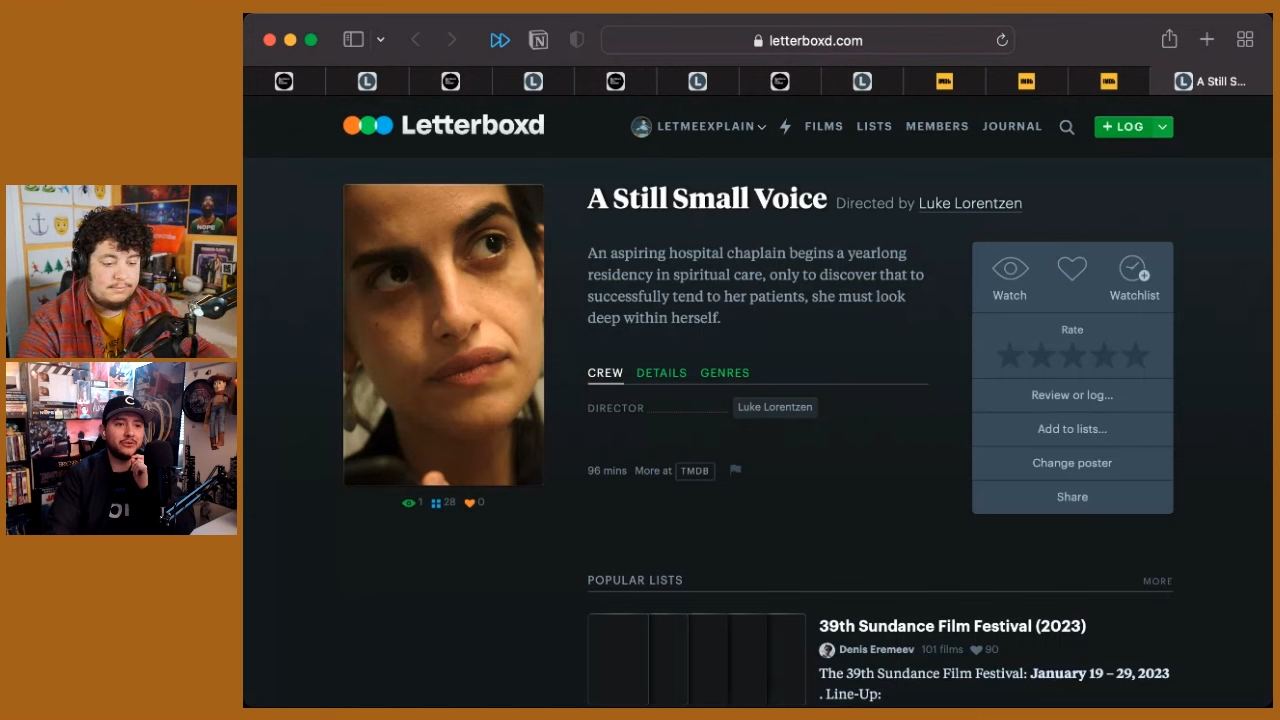 letterboxd.com
A Still S...
Letterboxd
LETMEEXPLAIN FILMS LISTS MEMBERS JOURNAL + LOG
A Still Small Voice Directed by Luke Lorentzen
An aspiring hospital chaplain begins a yearlong
residency in spiritual care, only to discover that to
successfully tend to her patients, she must look
deep within herself.
Watch Watchlist
Rate
Review or log...
Add to lists...
Change poster
Share
CREW DETAILS GENRES
DIRECTOR Luke Lorentzen
96 mins More at TMDB
1 28 0
POPULAR LISTS MORE
39th Sundance Film Festival (2023)
Denis Eremeev 101 films 90
The 39th Sundance Film Festival: January 19 – 29, 2023
. Line-Up:
NOPE